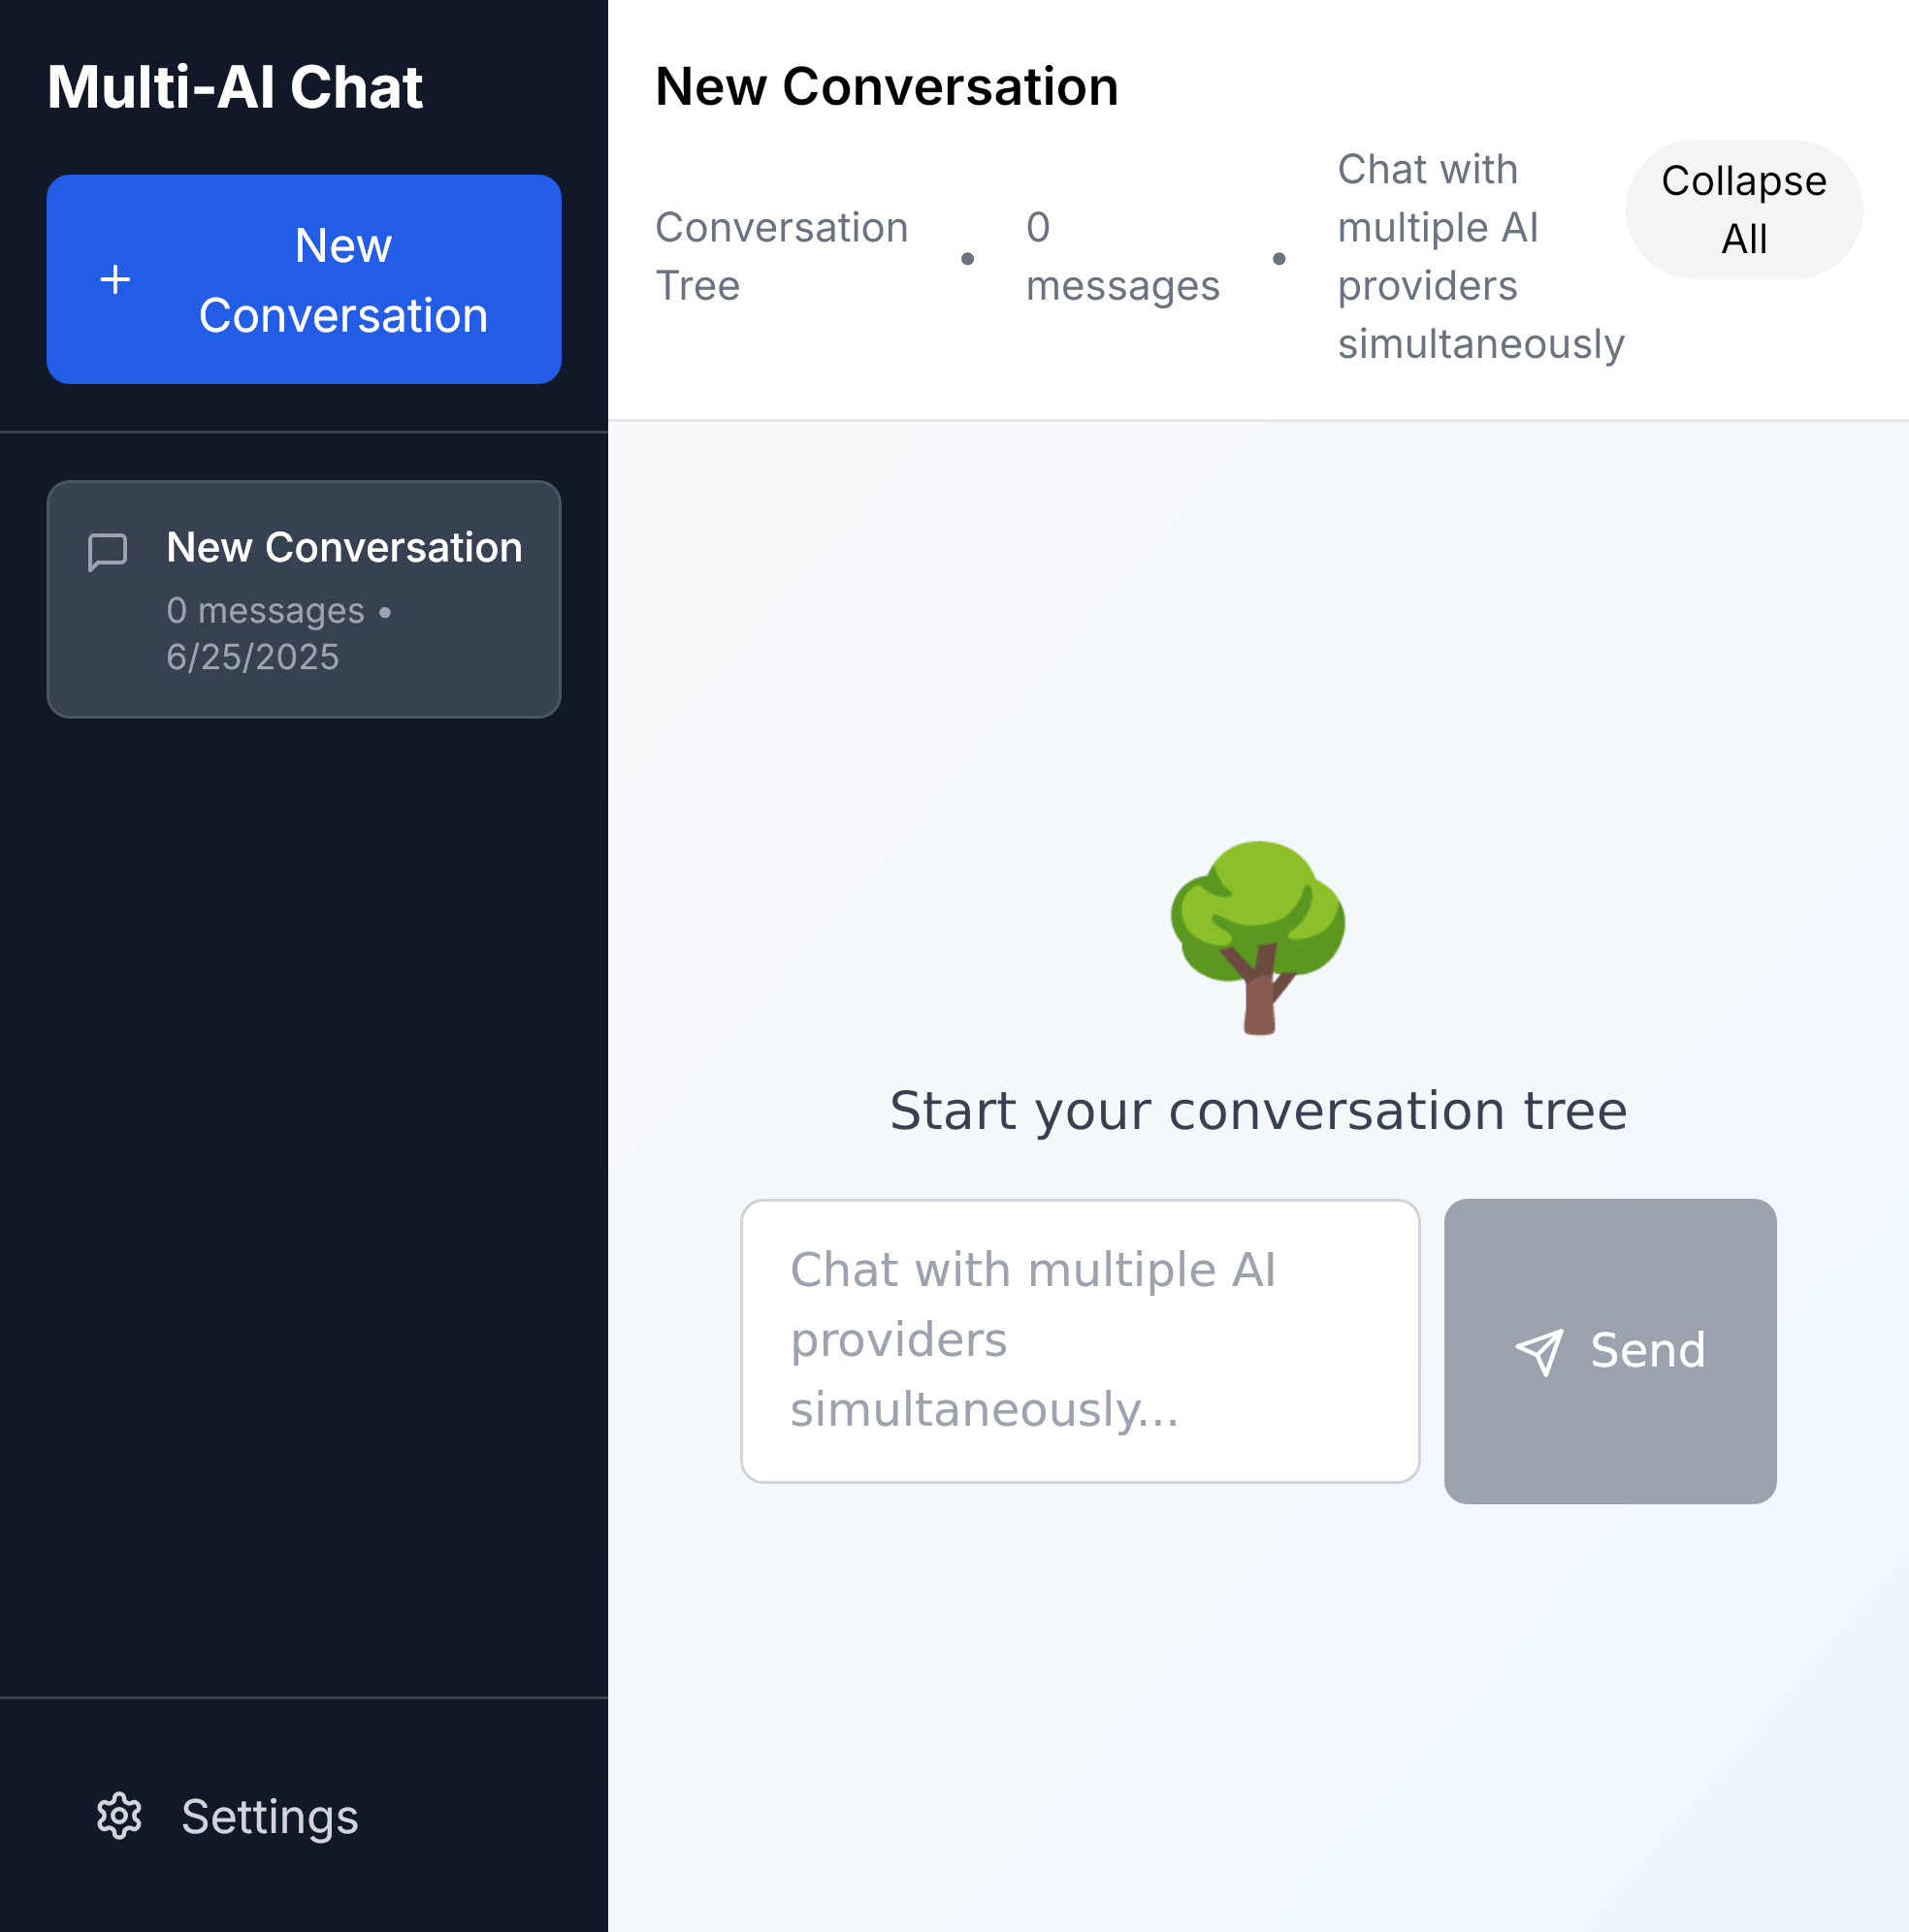 Multi-AI Chat
New
Conversation
New Conversation
0 messages •
6/25/2025
Settings
New Conversation
Conversation
Tree
•
0
messages
•
Chat with
multiple AI
providers
simultaneously
Collapse
All
Start your conversation tree
Chat with multiple AI
providers
simultaneously...
Send